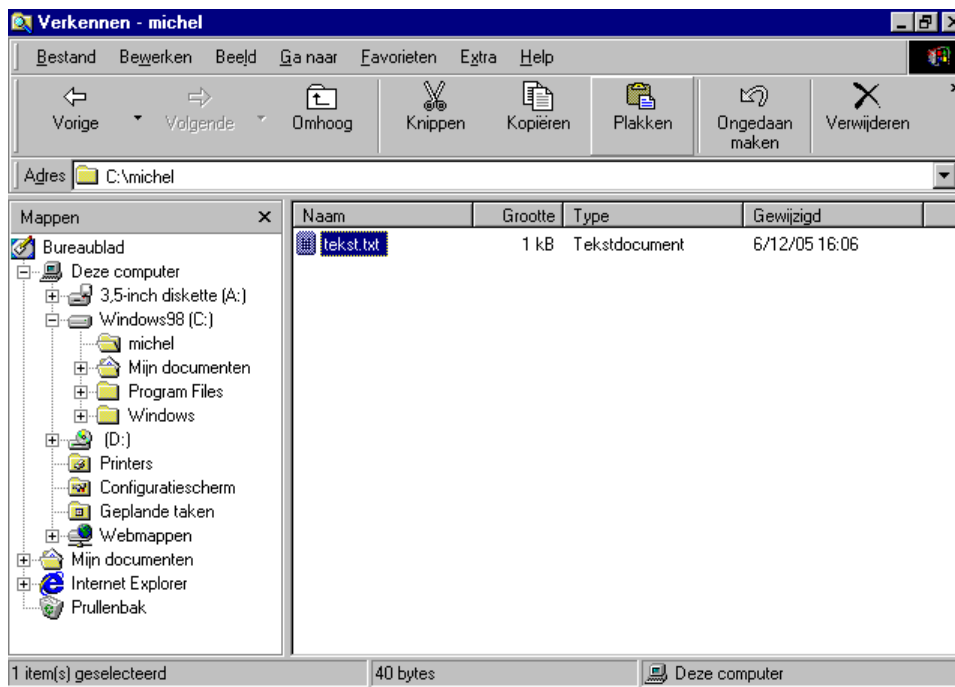 Verkennen - michel
Bestand Bewerken Beeld Ga naar Favorieten Extra Help
Vorige Volgende Omhoog Knippen Kopiëren Plakken Ongedaan maken Verwijderen
Adres C:\michel
Mappen
Naam Grootte Type Gewijzigd
tekst.txt 1 kB Tekstdocument 6/12/05 16:06
Bureaublad
Deze computer
3,5-inch diskette (A:)
Windows98 (C:)
michel
Mijn documenten
Program Files
Windows
(D:)
Printers
Configuratiescherm
Geplande taken
Webmappen
Mijn documenten
Internet Explorer
Prullenbak
1 item(s) geselecteerd 40 bytes Deze computer